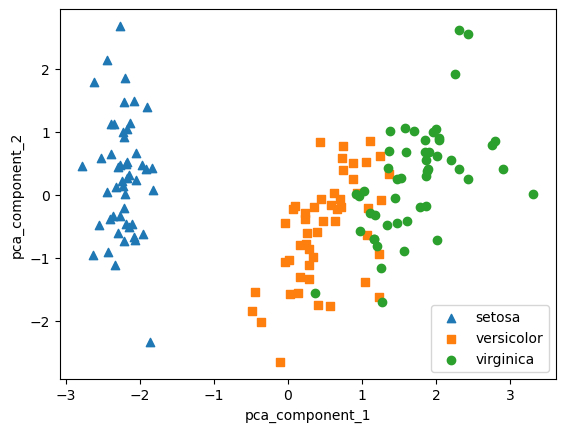 2
1
0
−1
−2
pca_component_2
−3
−2
−1
0
1
2
3
pca_component_1
setosa
versicolor
virginica